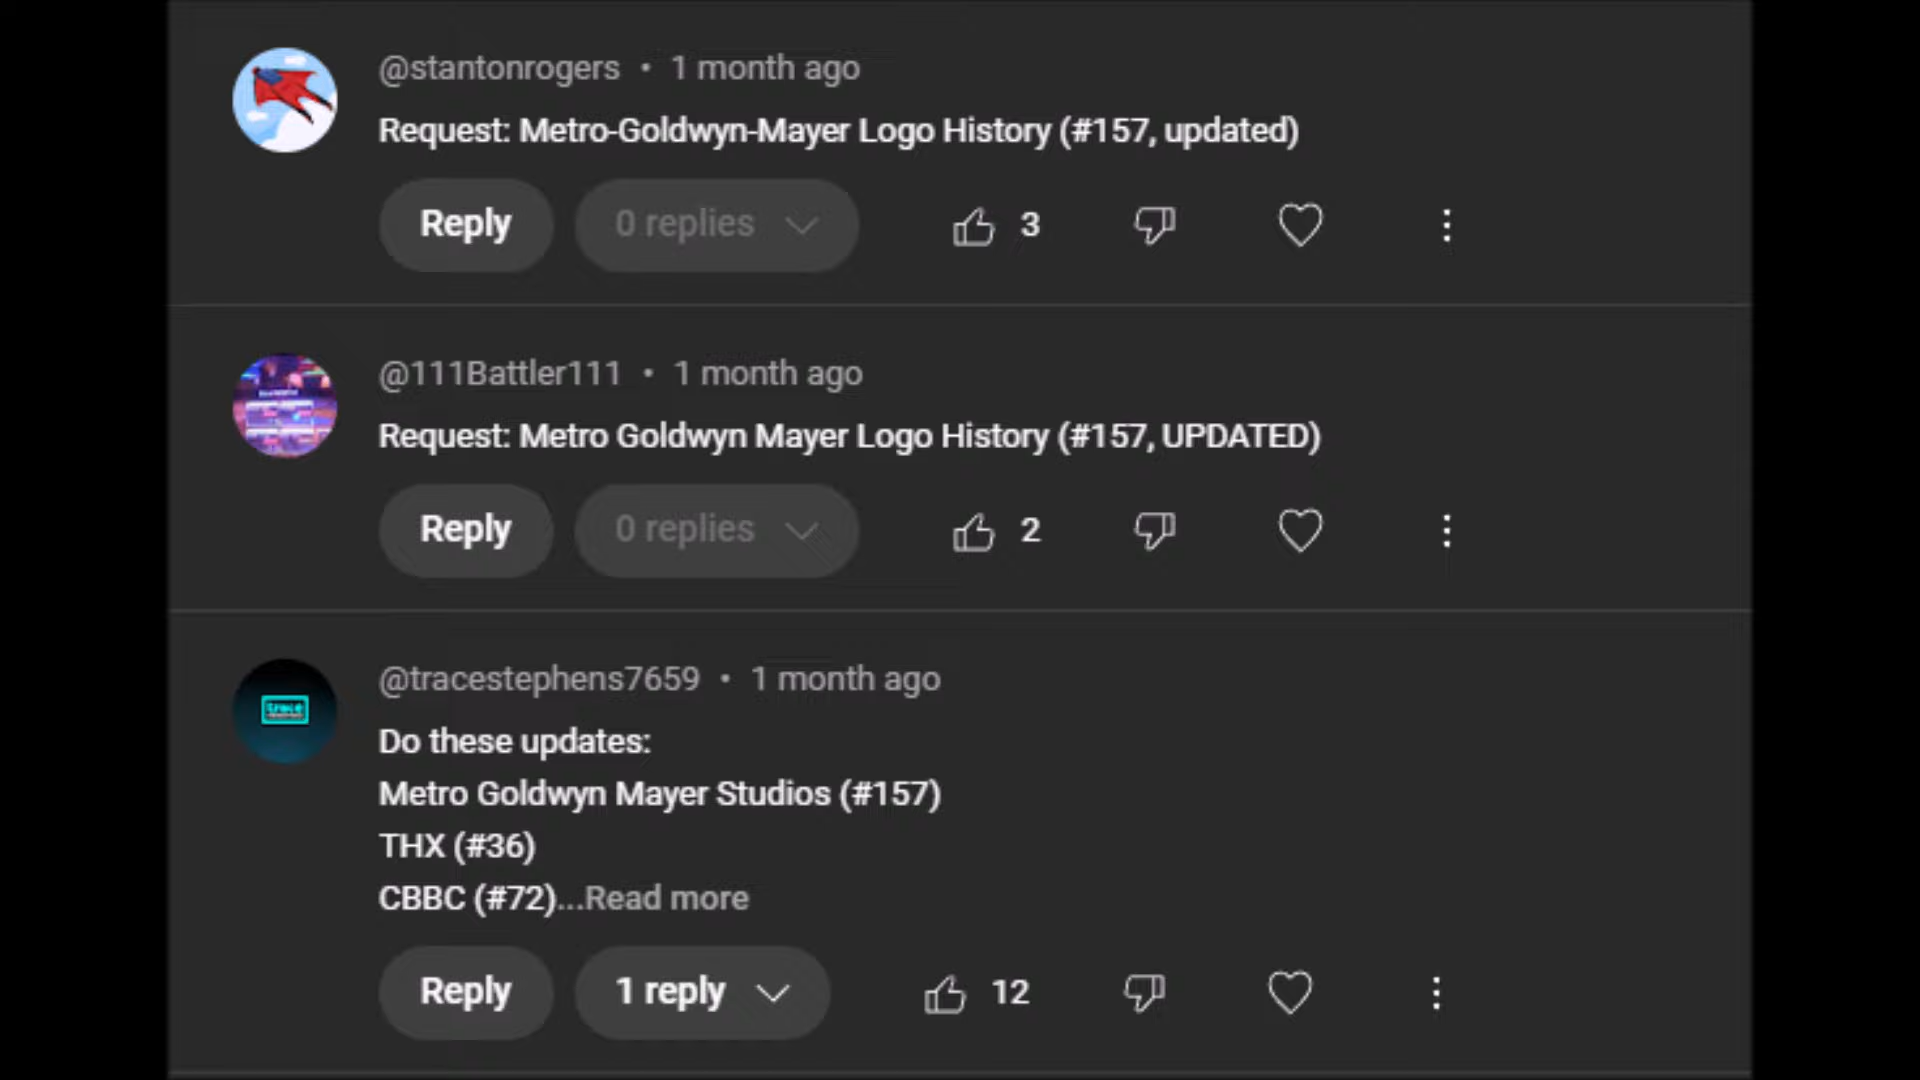 @stantonrogers • 1 month ago
Request: Metro-Goldwyn-Mayer Logo History (#157, updated)
Reply 0 replies 3
@111Battler111 • 1 month ago
Request: Metro Goldwyn Mayer Logo History (#157, UPDATED)
Reply 0 replies 2
trace
@tracestephens7659 • 1 month ago
Do these updates:
Metro Goldwyn Mayer Studios (#157)
THX (#36)
CBBC (#72)...Read more
Reply 1 reply 12